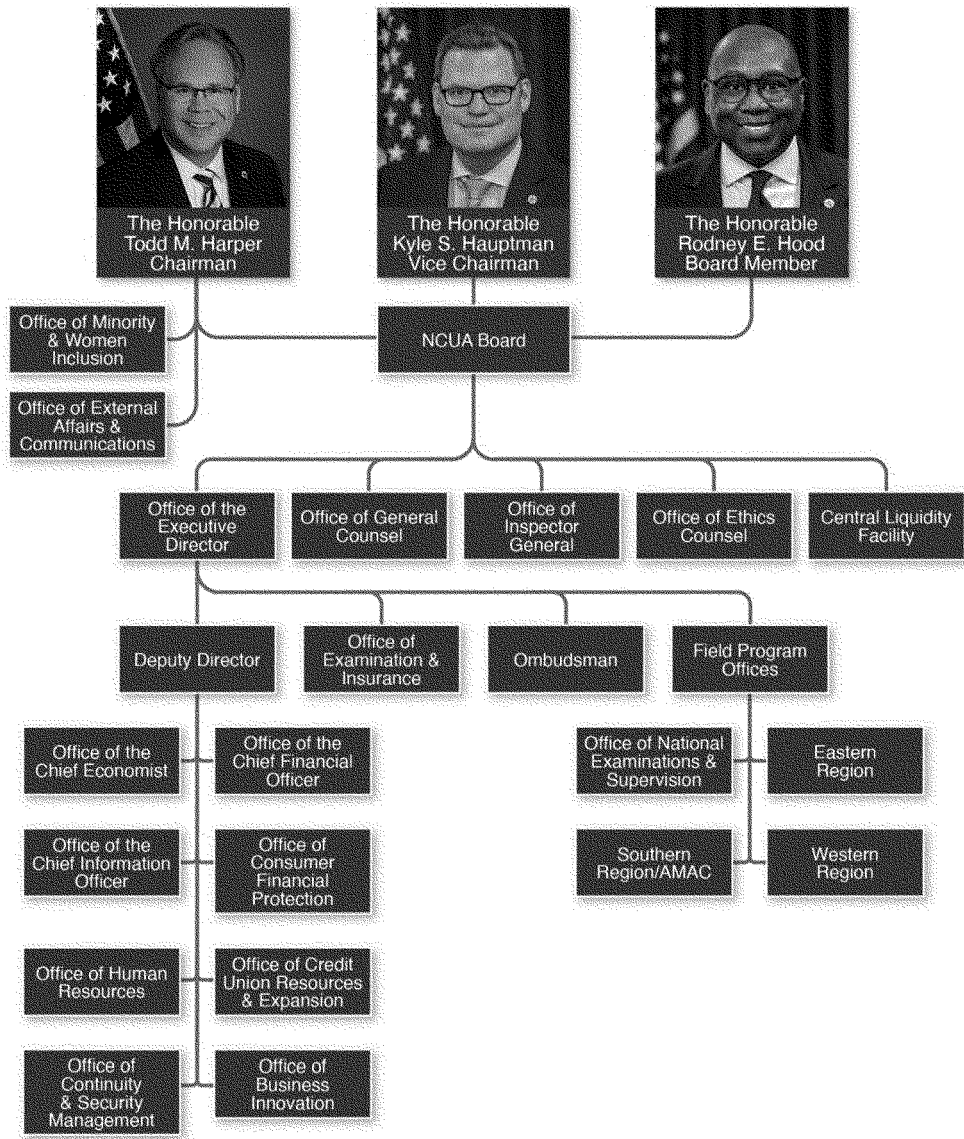 The Honorable
Todd M. Harper
Chairman
The Honorable
Kyle S. Hauptman
Vice Chairman
The Honorable
Rodney E. Hood
Board Member
Office of Minority
& Women
Inclusion
NCUA Board
Office of External
Affairs &
Communications
Office of the
Executive
Director
Office of General
Counsel
Office of
Inspector
General
Office of Ethics
Counsel
Central Liquidity
Facility
Deputy Director
Office of
Examination &
Insurance
Ombudsman
Field Program
Offices
Office of the
Chief Economist
Office of the
Chief Financial
Officer
Office of National
Examinations &
Supervision
Eastern
Region
Office of the
Chief Information
Officer
Office of
Consumer
Financial
Protection
Southern
Region/AMAC
Western
Region
Office of Human
Resources
Office of Credit
Union Resources
& Expansion
Office of
Continuity
& Security
Management
Office of
Business
Innovation